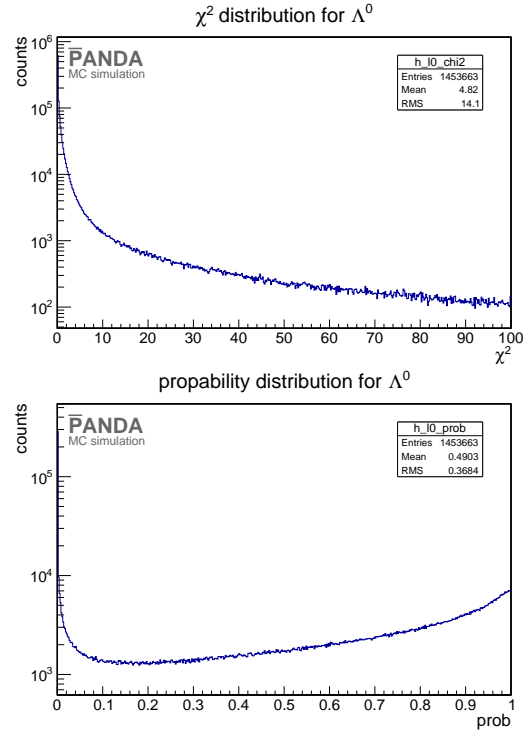 χ² distribution for Λ⁰
counts
10⁶
10⁵
10⁴
10³
10²
P̅ANDA
MC simulation
h_l0_chi2
Entries 1453663
Mean 4.82
RMS 14.1
0 10 20 30 40 50 60 70 80 90 100
χ²
propability distribution for Λ⁰
counts
10⁵
10⁴
10³
P̅ANDA
MC simulation
h_l0_prob
Entries 1453663
Mean 0.4903
RMS 0.3684
0 0.1 0.2 0.3 0.4 0.5 0.6 0.7 0.8 0.9 1
prob